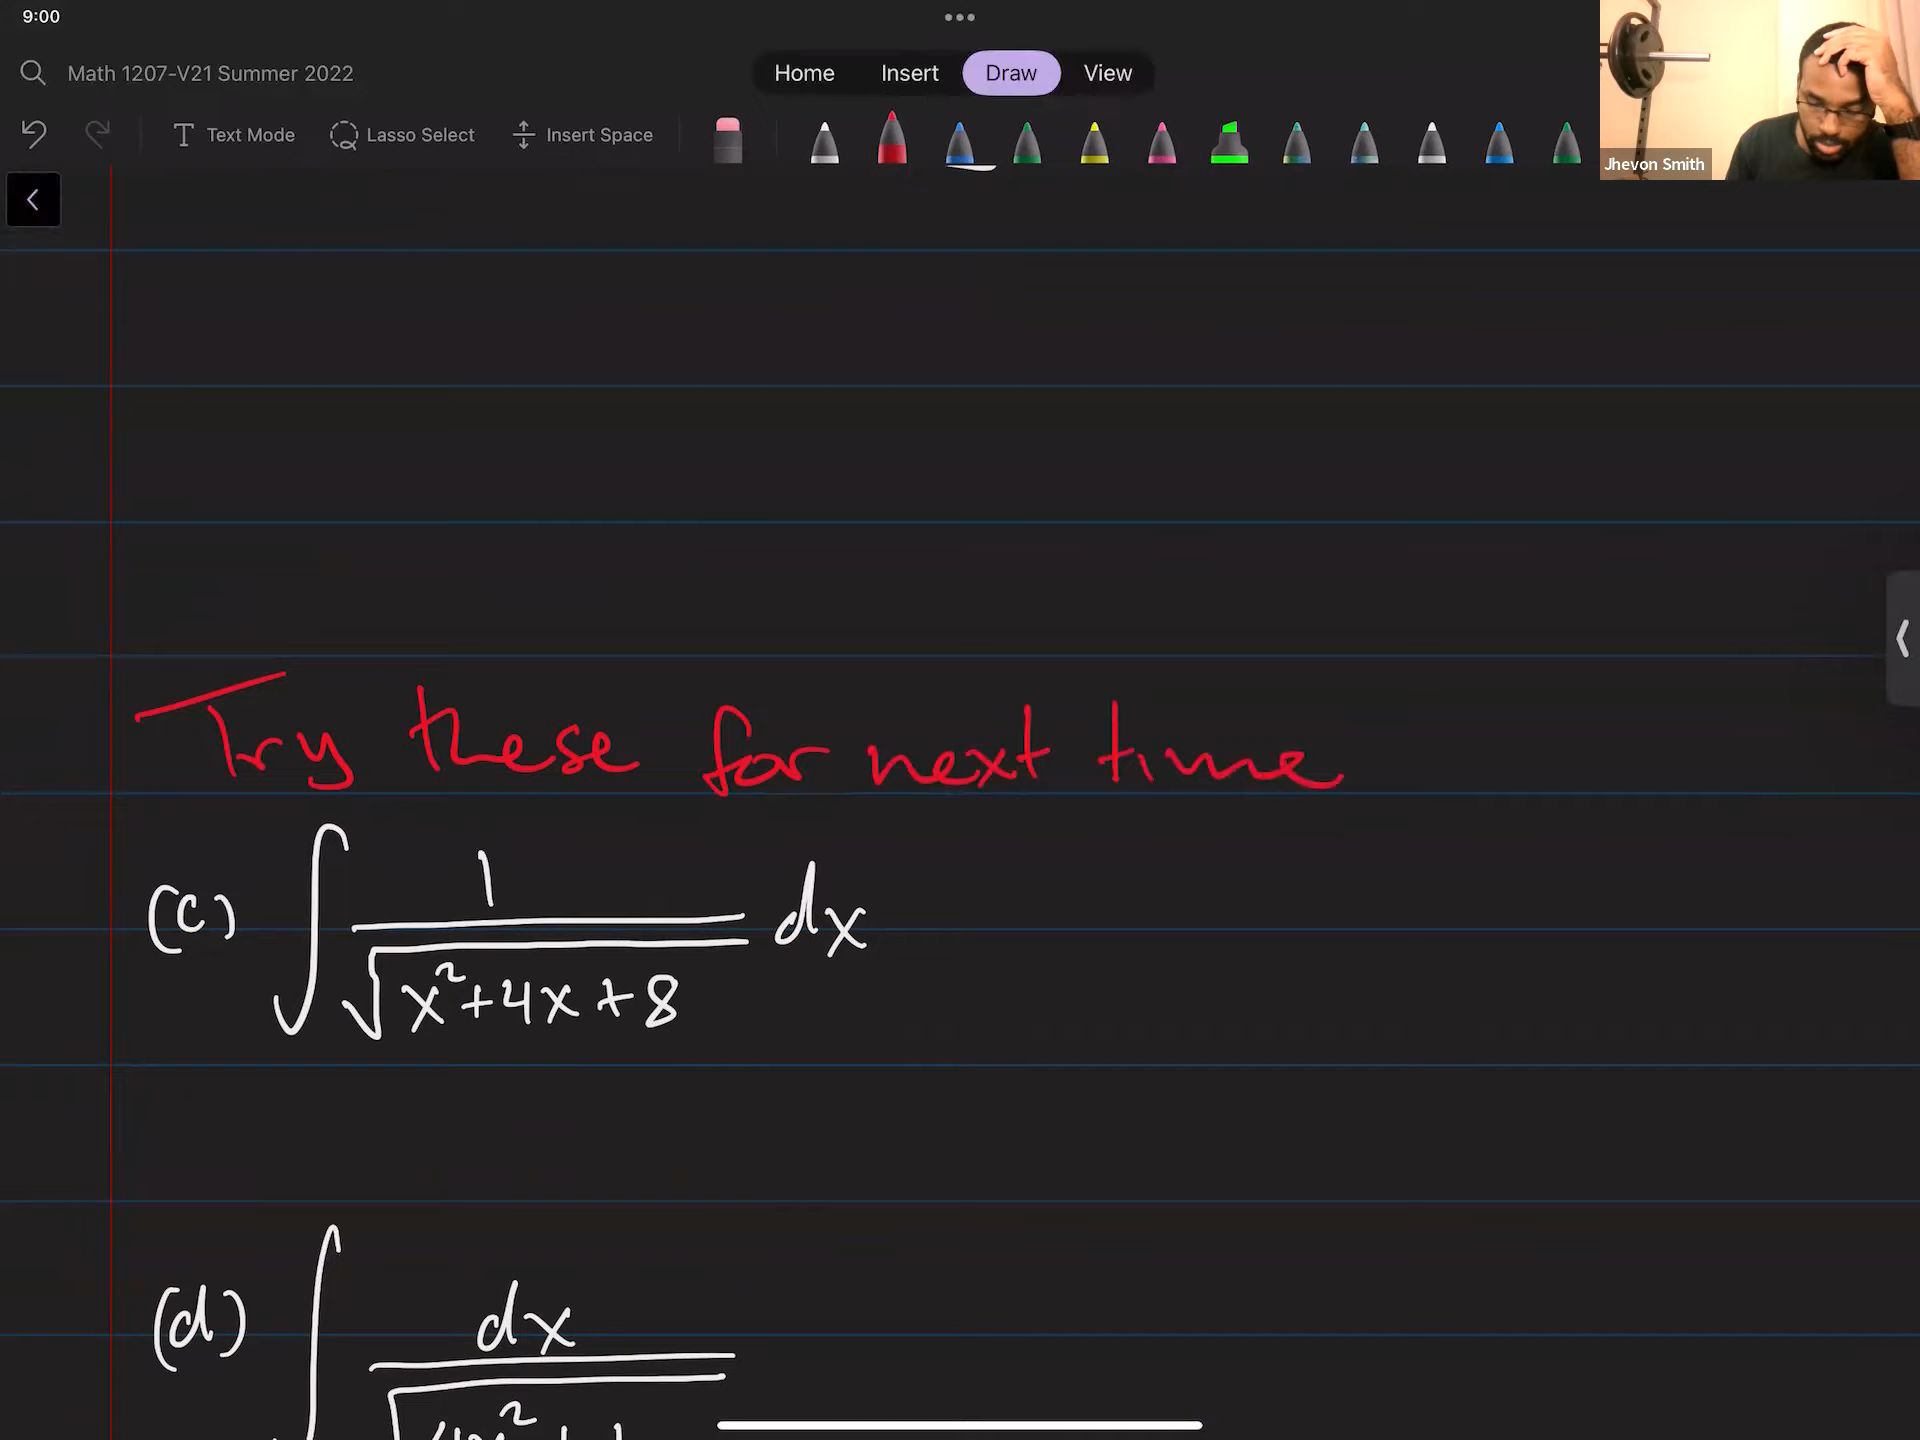 9:00
Math 1207-V21 Summer 2022
Home Insert Draw View
Text Mode Lasso Select Insert Space
Jhevon Smith
Try these for next time
(c) ∫ 1/√(x²+4x+8) dx
(d) ∫ dx